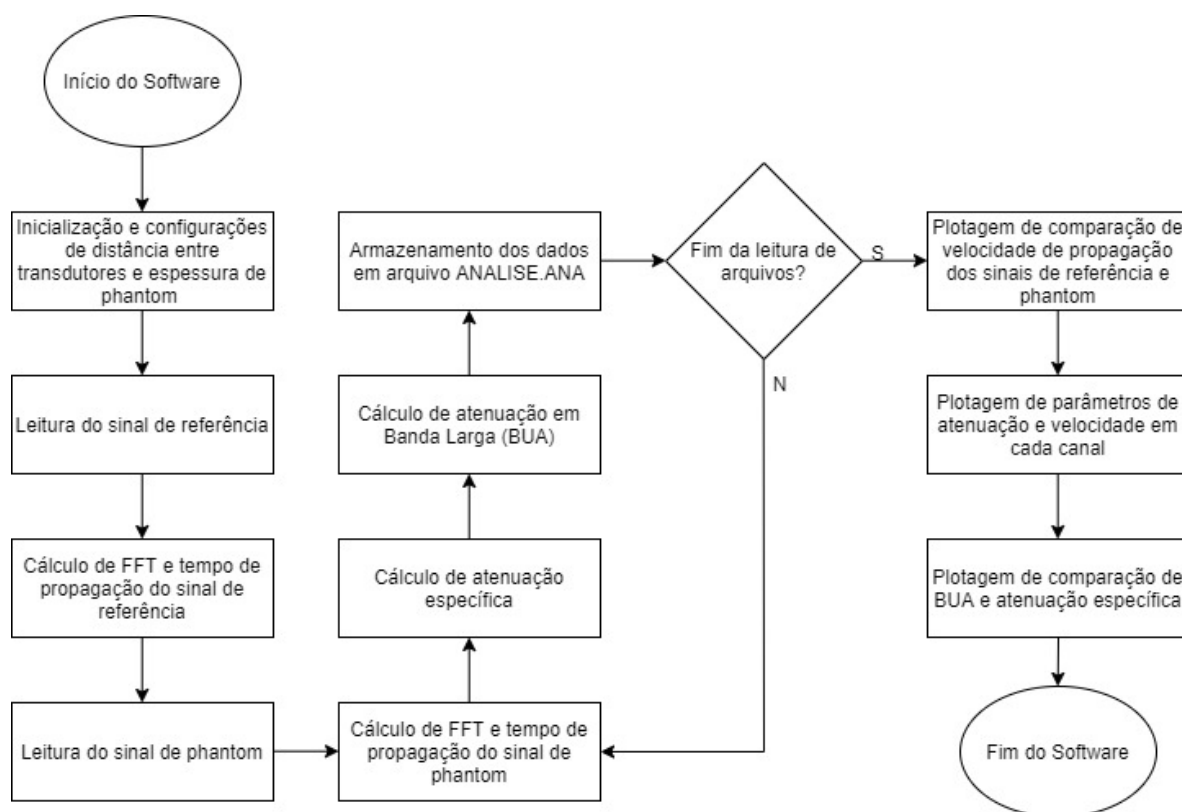 Início do Software
Inicialização e configurações
de distância entre
transdutores e espessura de
phantom
Leitura do sinal de referência
Cálculo de FFT e tempo de
propagação do sinal de
referência
Leitura do sinal de phantom
Cálculo de FFT e tempo de
propagação do sinal de
phantom
Cálculo de atenuação
específica
Cálculo de atenuação em
Banda Larga (BUA)
Armazenamento dos dados
em arquivo ANALISE.ANA
Fim da leitura de
arquivos?
S
N
Plotagem de comparação de
velocidade de propagação
dos sinais de referência e
phantom
Plotagem de parâmetros de
atenuação e velocidade em
cada canal
Plotagem de comparação de
BUA e atenuação específica
Fim do Software